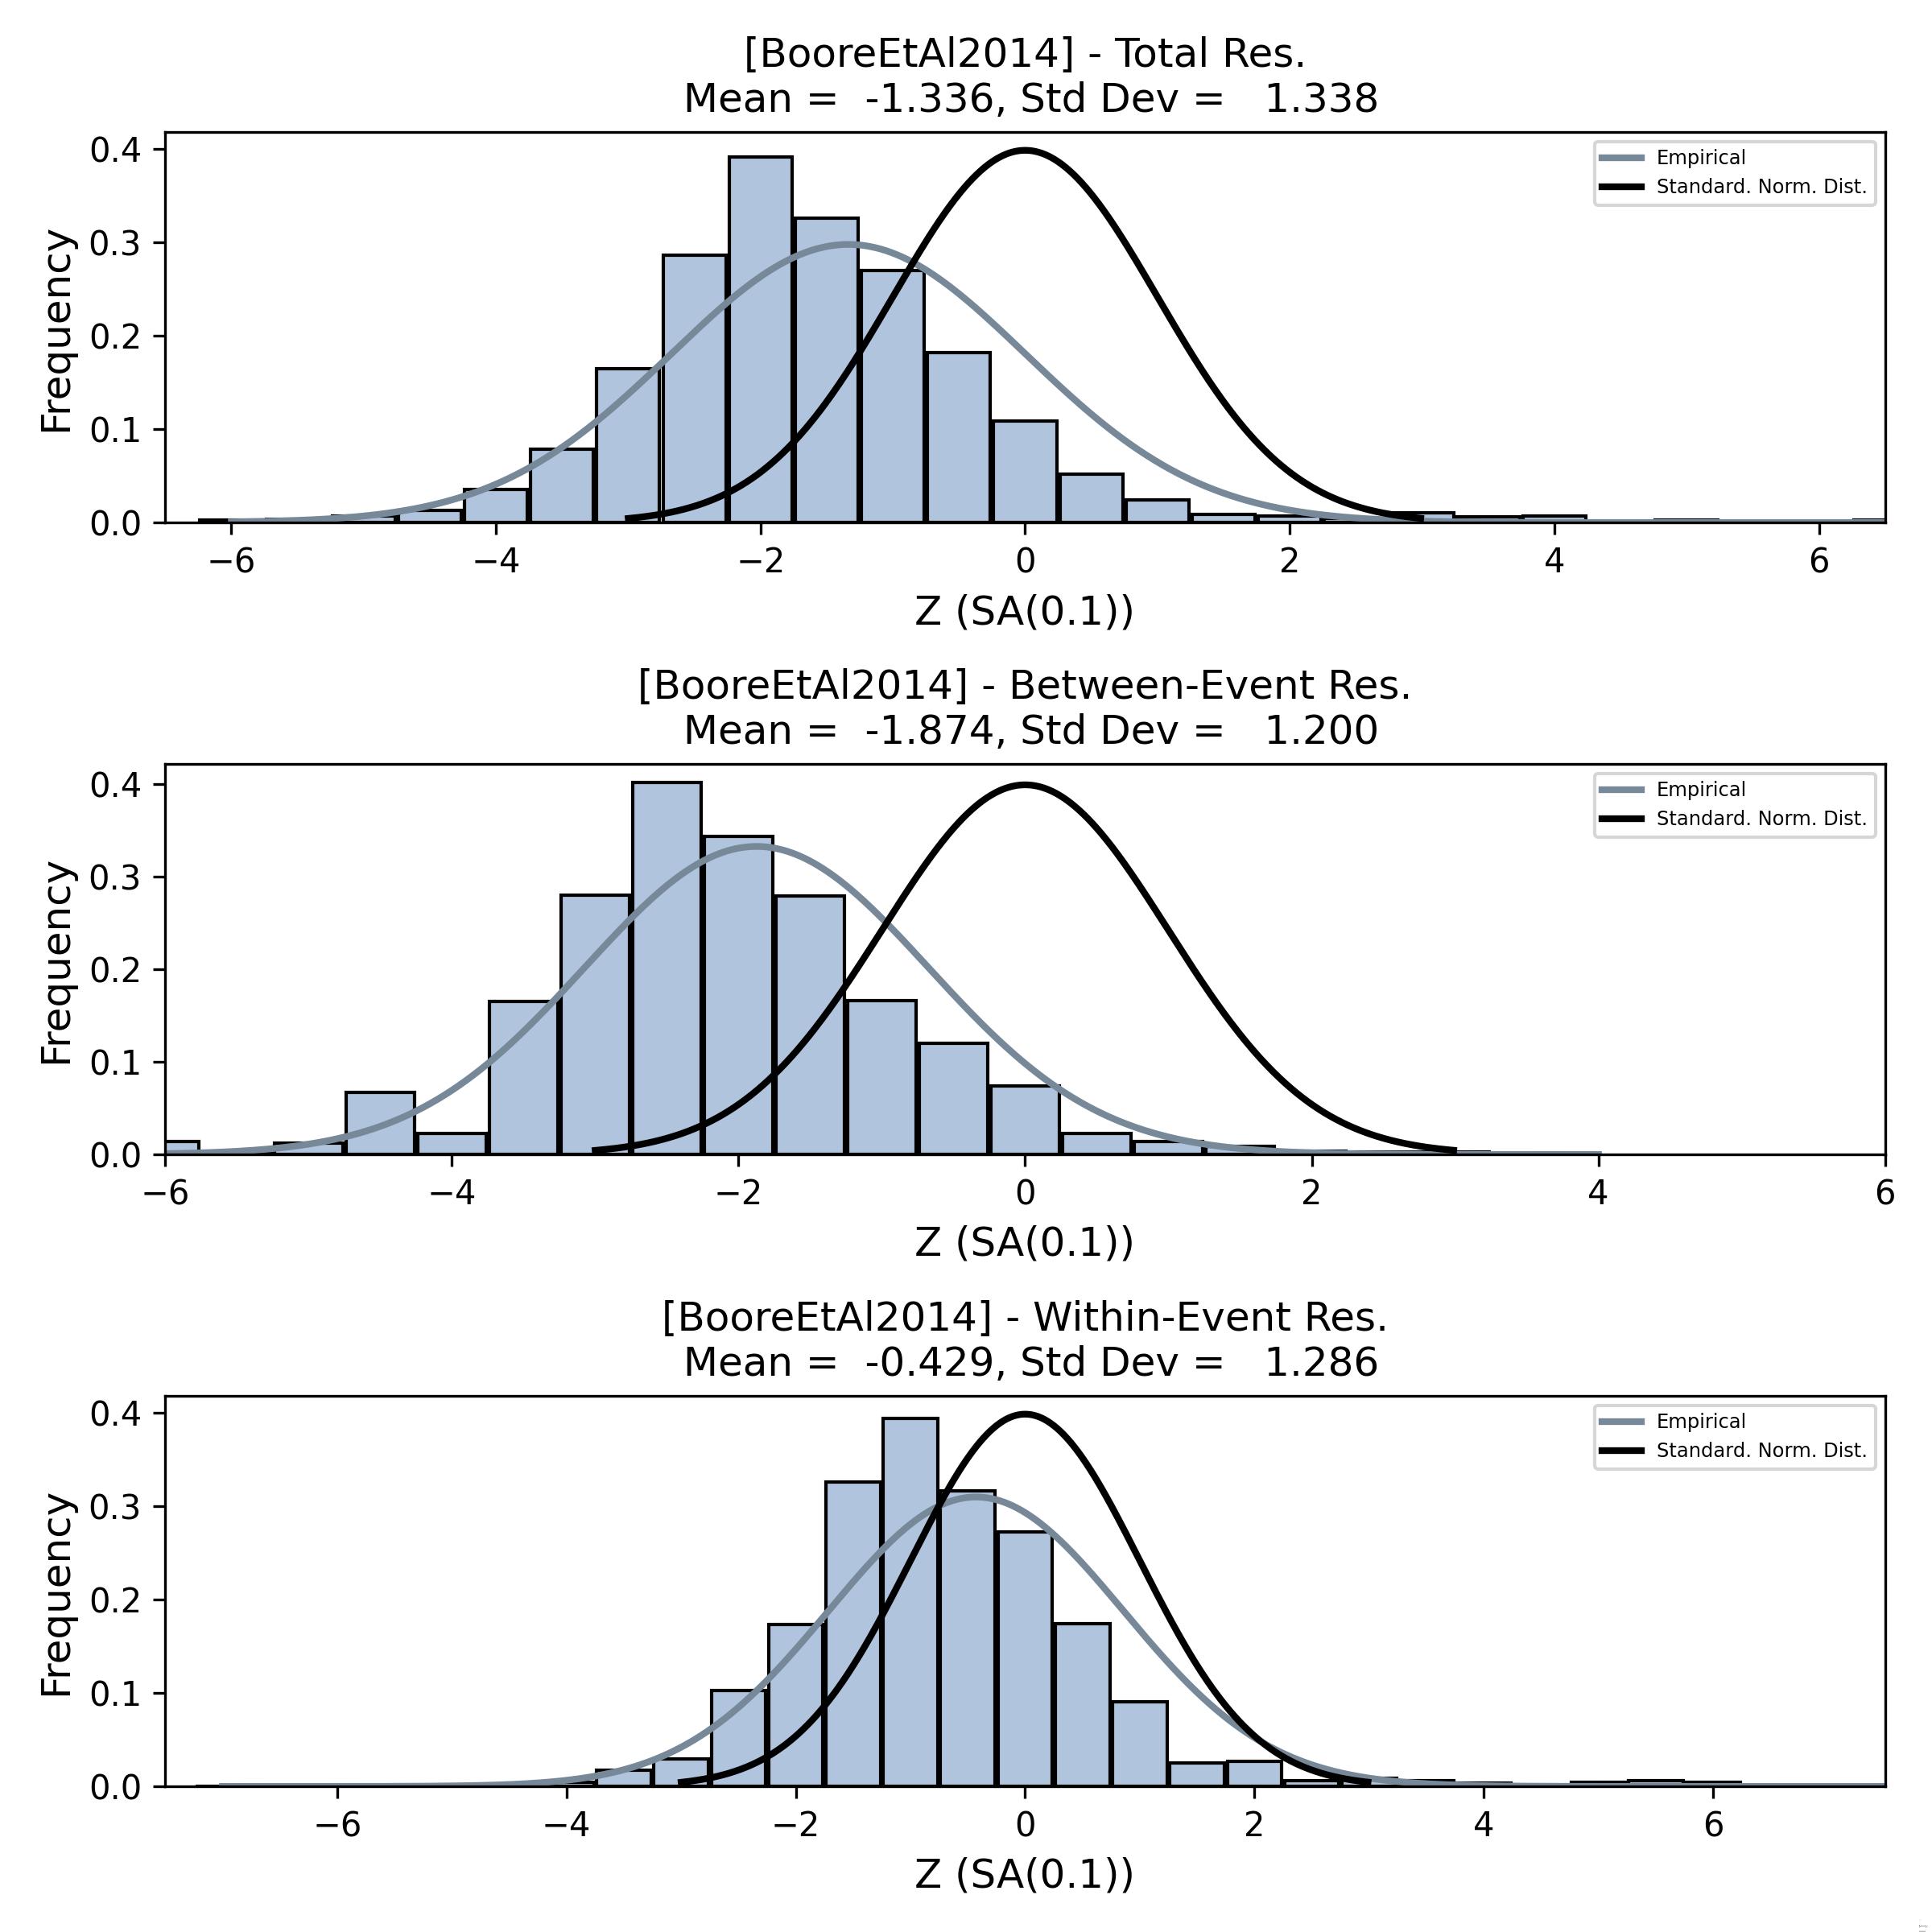 [BooreEtAl2014] - Total Res.
Mean = -1.336, Std Dev = 1.338
Empirical
Standard. Norm. Dist.
0.4
0.3
0.2
0.1
0.0
Frequency
−6 −4 −2 0 2 4 6
Z (SA(0.1))
[BooreEtAl2014] - Between-Event Res.
Mean = -1.874, Std Dev = 1.200
Empirical
Standard. Norm. Dist.
0.4
0.3
0.2
0.1
0.0
Frequency
−6 −4 −2 0 2 4 6
Z (SA(0.1))
[BooreEtAl2014] - Within-Event Res.
Mean = -0.429, Std Dev = 1.286
Empirical
Standard. Norm. Dist.
0.4
0.3
0.2
0.1
0.0
Frequency
−6 −4 −2 0 2 4 6
Z (SA(0.1))